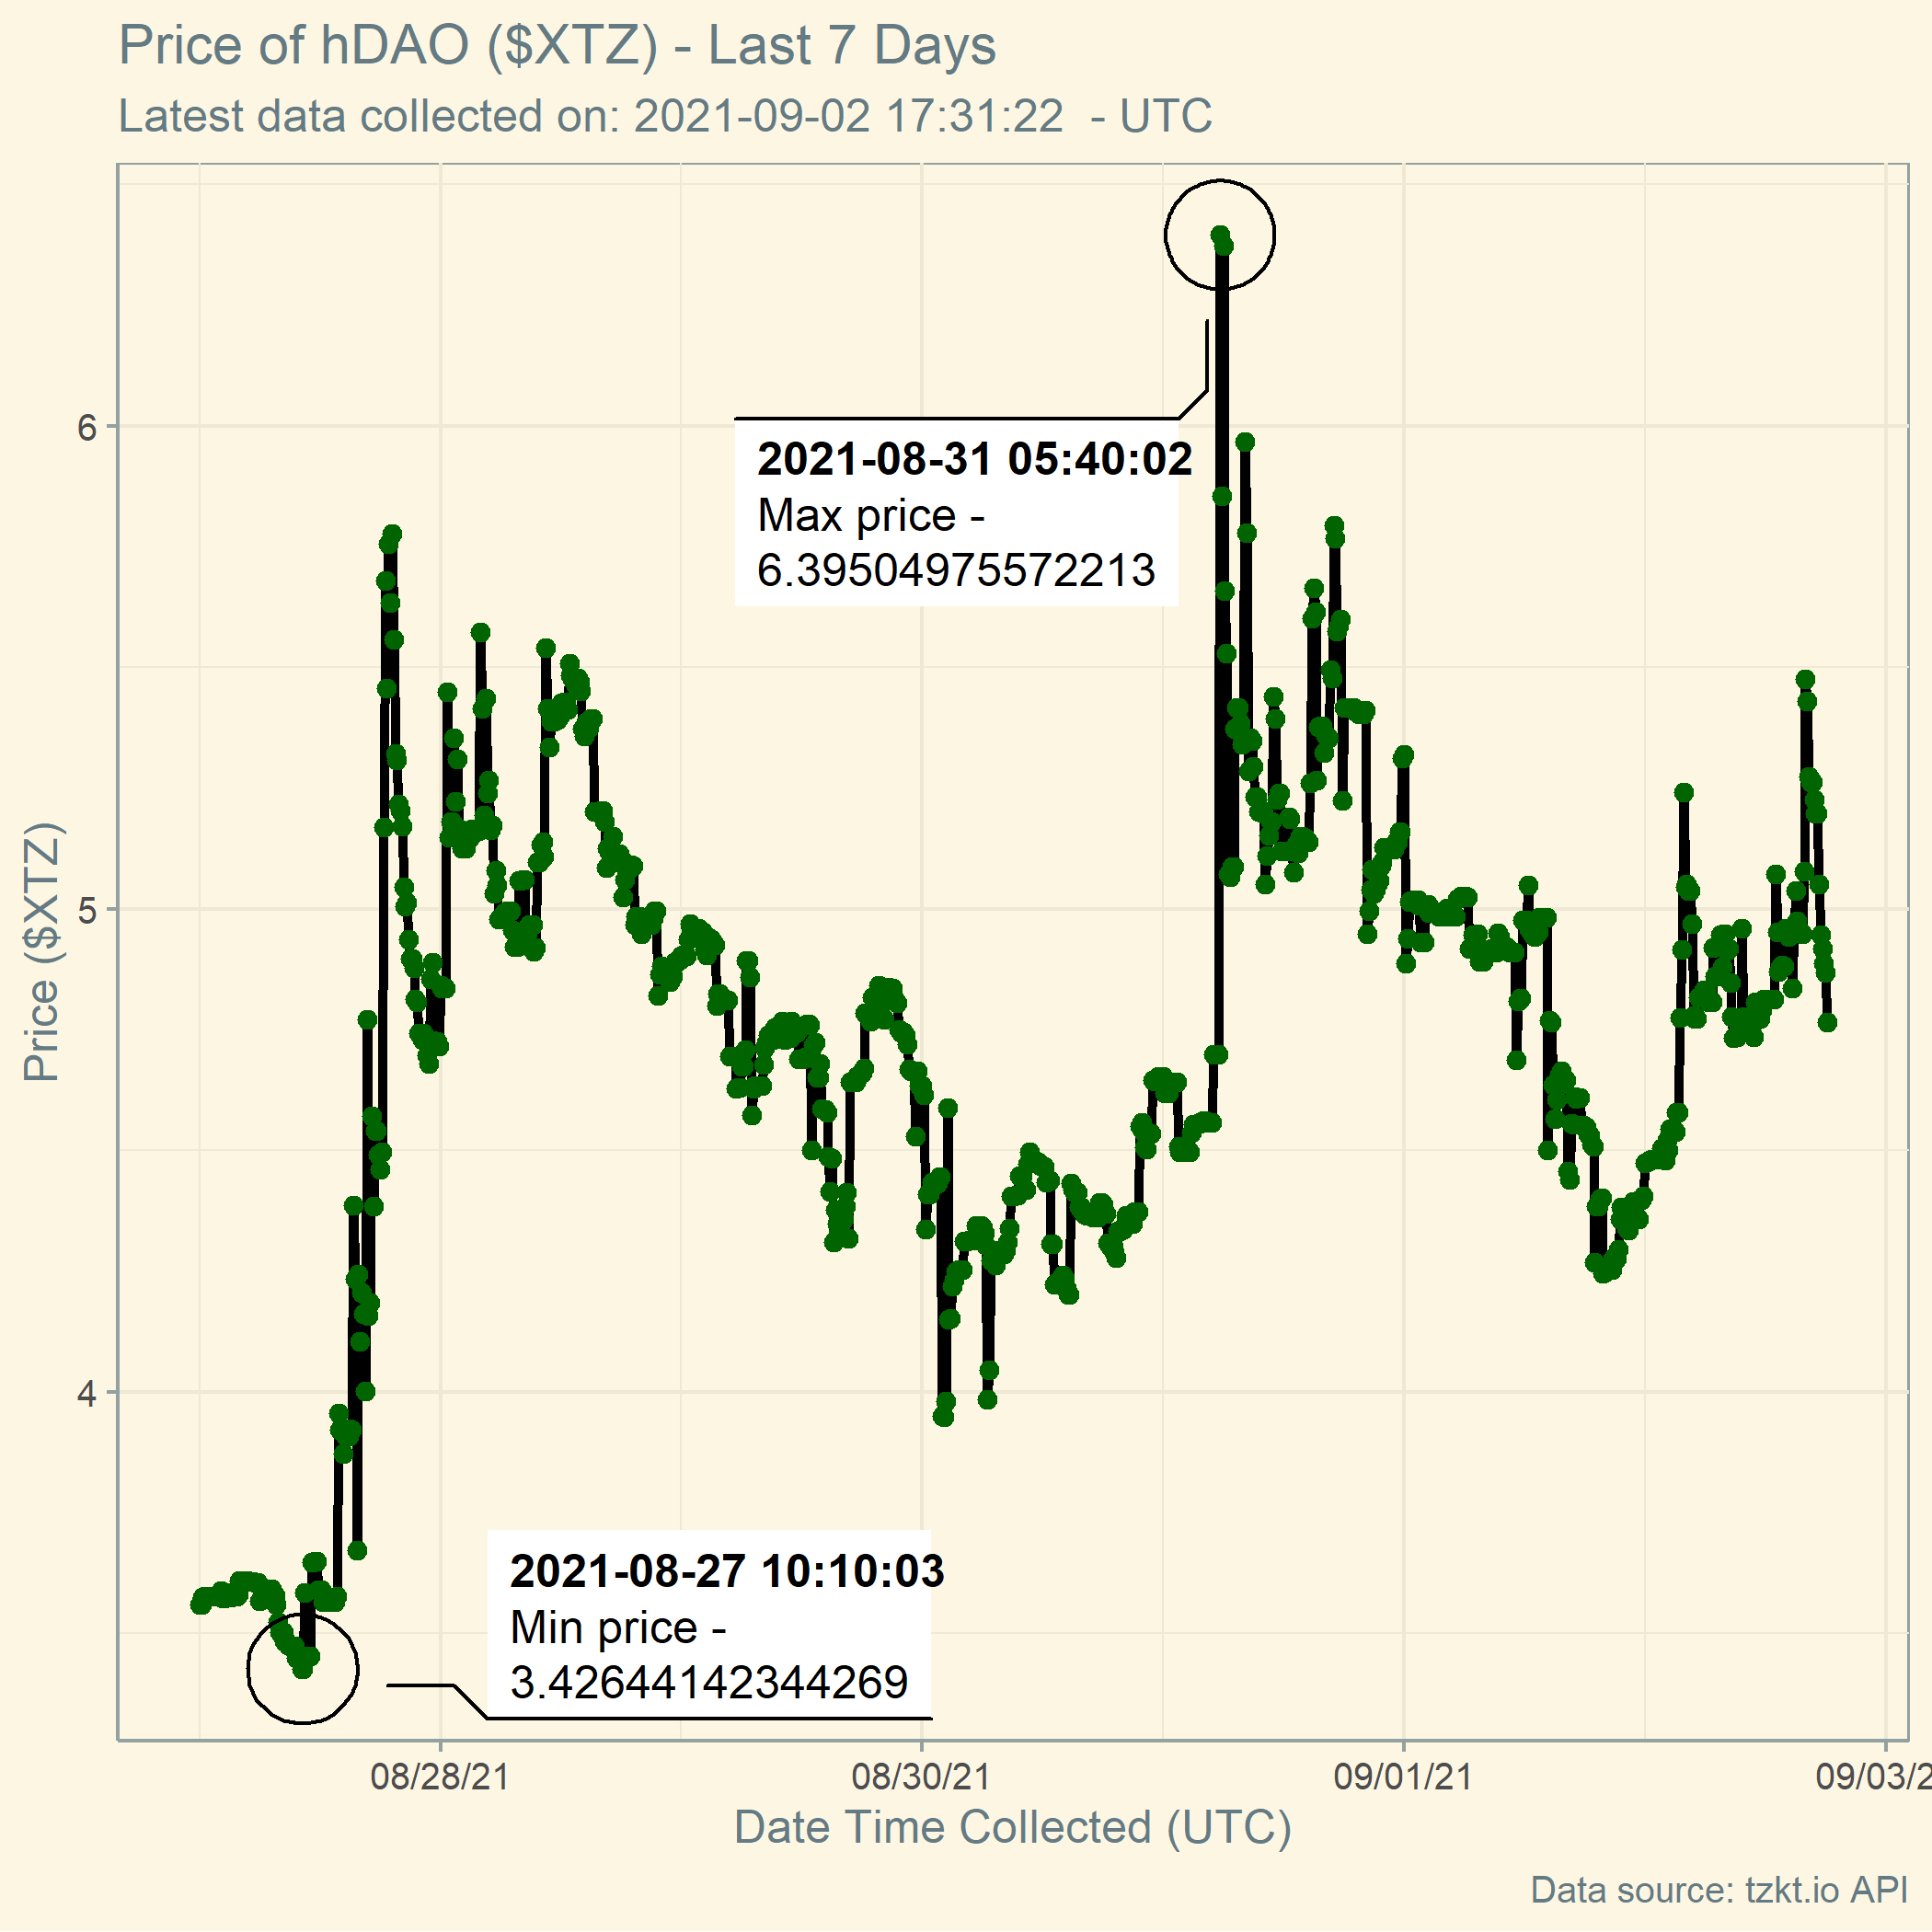 Price of hDAO ($XTZ) - Last 7 Days
Latest data collected on: 2021-09-02 17:31:22  - UTC
6
2021-08-31 05:40:02
Max price -
6.39504975572213
5
Price ($XTZ)
4
2021-08-27 10:10:03
Min price -
3.42644142344269
08/28/21 08/30/21 09/01/21 09/03/2
Date Time Collected (UTC)
Data source: tzkt.io API